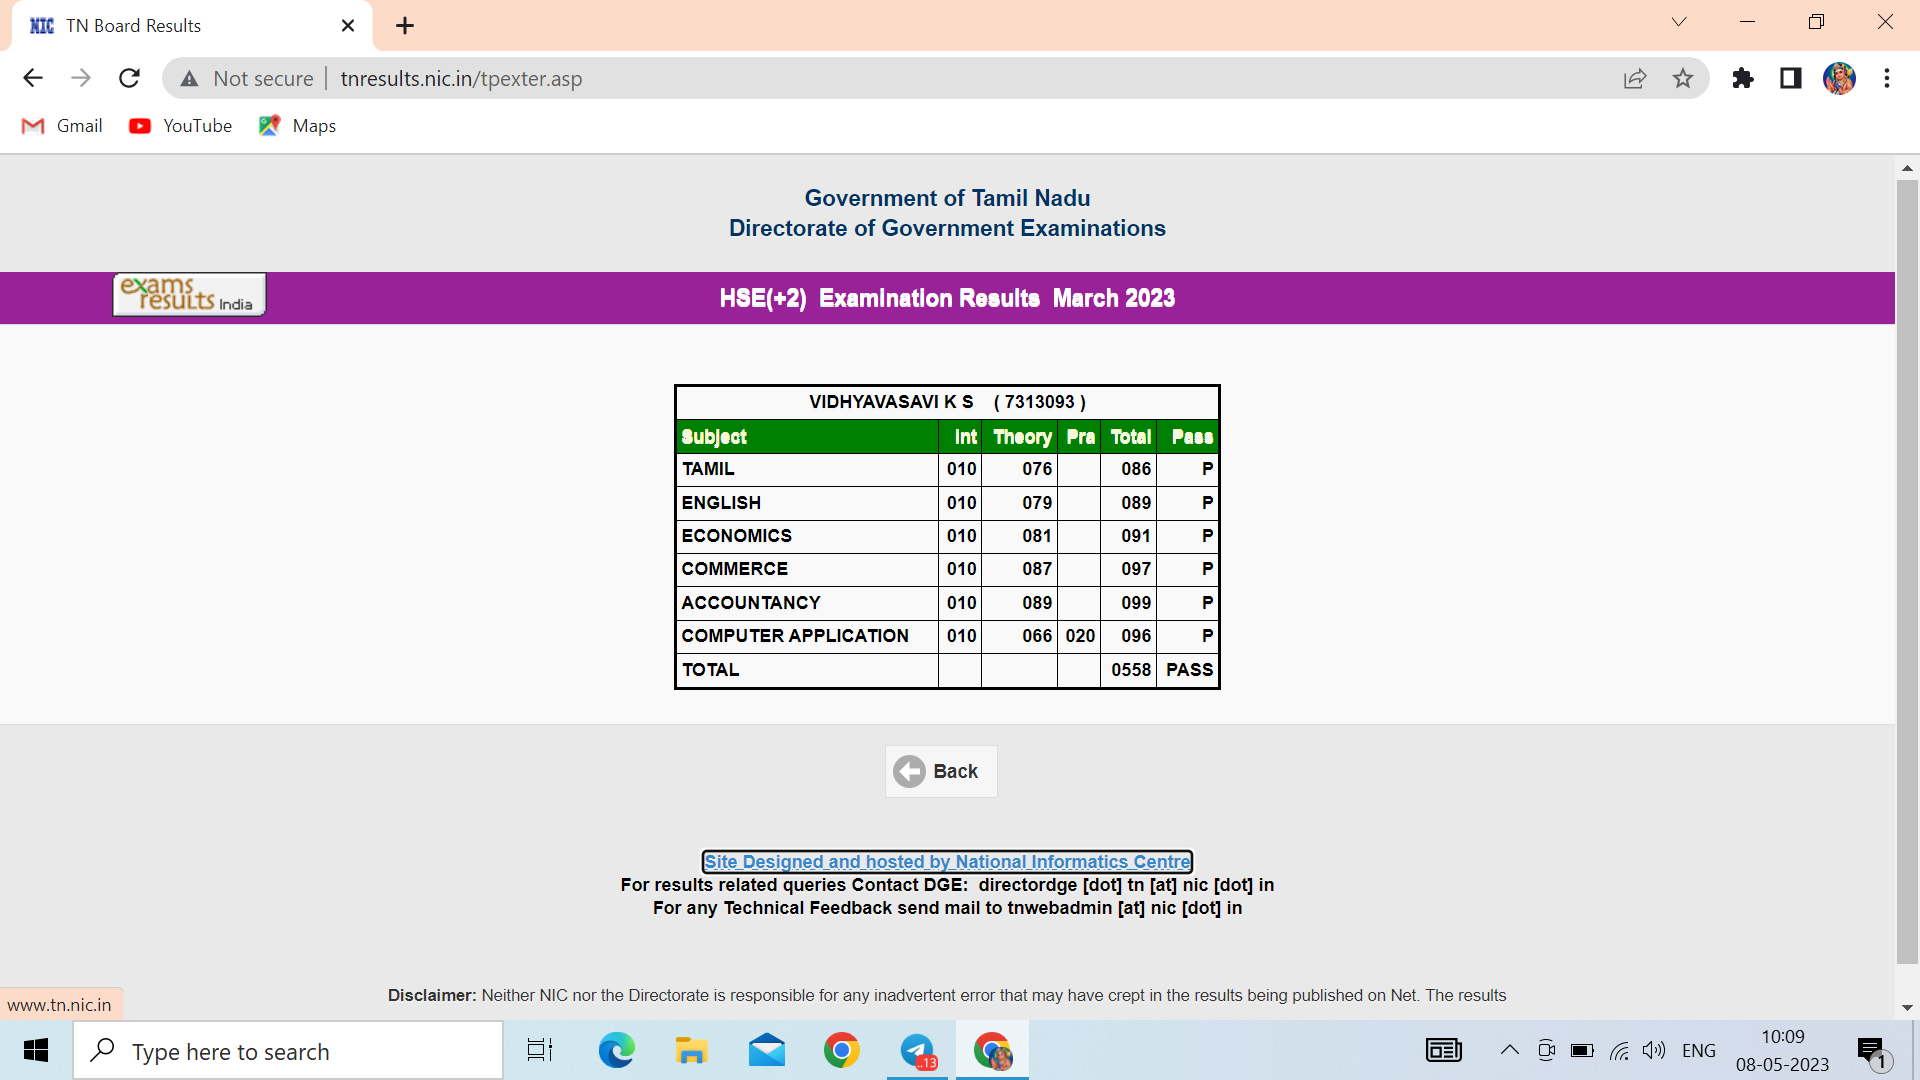 NIC TN Board Results
Not secure tnresults.nic.in/tpexter.asp
Gmail YouTube Maps
Government of Tamil Nadu
Directorate of Government Examinations
exams results India
HSE(+2) Examination Results March 2023
VIDHYAVASAVI K S ( 7313093 )
Subject Int Theory Pra Total Pass
TAMIL 010 076 086 P
ENGLISH 010 079 089 P
ECONOMICS 010 081 091 P
COMMERCE 010 087 097 P
ACCOUNTANCY 010 089 099 P
COMPUTER APPLICATION 010 066 020 096 P
TOTAL 0558 PASS
Back
Site Designed and hosted by National Informatics Centre
For results related queries Contact DGE: directordge [dot] tn [at] nic [dot] in
For any Technical Feedback send mail to tnwebadmin [at] nic [dot] in
Disclaimer: Neither NIC nor the Directorate is responsible for any inadvertent error that may have crept in the results being published on Net. The results
www.tn.nic.in
Type here to search
..13
ENG
10:09
08-05-2023
1